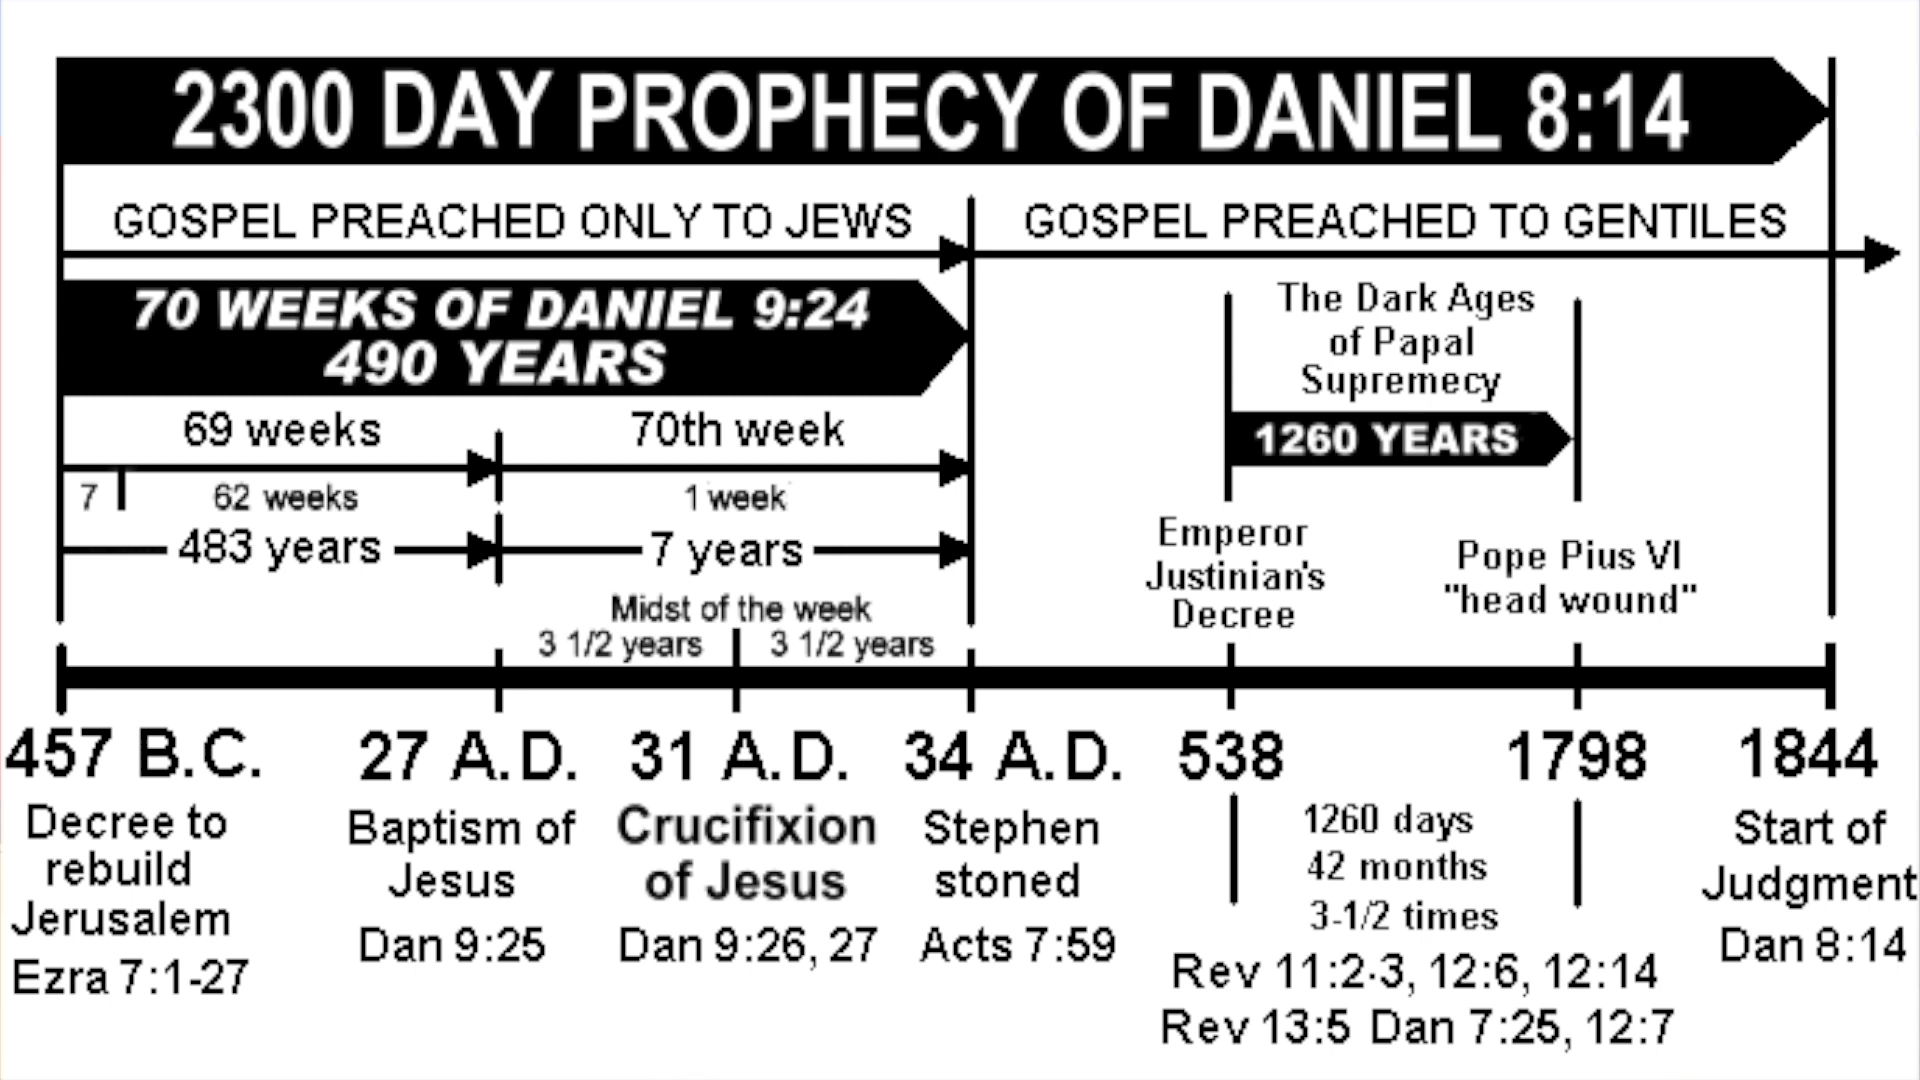 2300 DAY PROPHECY OF DANIEL 8:14
GOSPEL PREACHED ONLY TO JEWS
GOSPEL PREACHED TO GENTILES
70 WEEKS OF DANIEL 9:24
490 YEARS
The Dark Ages
of Papal
Supremecy
1260 YEARS
69 weeks
70th week
7
62 weeks
1 week
483 years
7 years
Midst of the week
3 1/2 years
3 1/2 years
Emperor
Justinian's
Decree
Pope Pius VI
"head wound"
457 B.C.
Decree to
rebuild
Jerusalem
Ezra 7:1-27
27 A.D.
Baptism of
Jesus
Dan 9:25
31 A.D.
Crucifixion
of Jesus
Dan 9:26, 27
34 A.D.
Stephen
stoned
Acts 7:59
538
1798
1260 days
42 months
3-1/2 times
Rev 11:2-3, 12:6, 12:14
Rev 13:5 Dan 7:25, 12:7
1844
Start of
Judgment
Dan 8:14